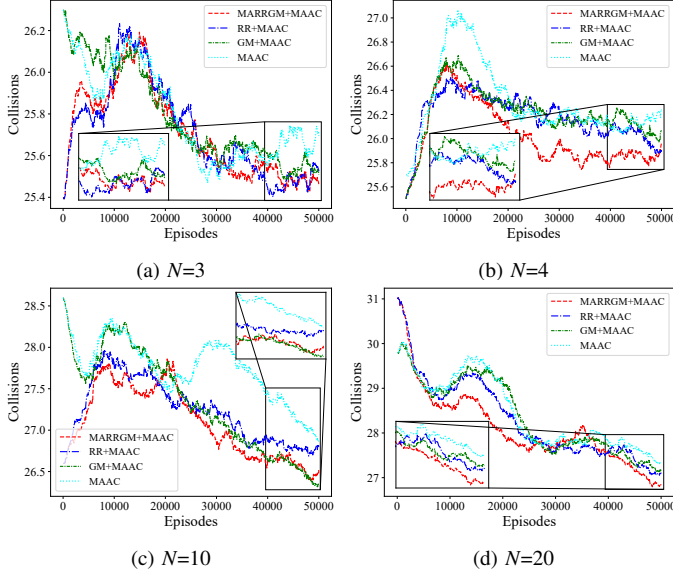 MARRGM+MAAC
RR+MAAC
GM+MAAC
MAAC
26.2
26.0
25.8
25.6
25.4
Collisions
0 10000 20000 30000 40000 50000
Episodes
(a) N=3
MARRGM+MAAC
RR+MAAC
GM+MAAC
MAAC
27.0
26.8
26.6
26.4
26.2
26.0
25.8
25.6
Collisions
0 10000 20000 30000 40000 50000
Episodes
(b) N=4
28.5
28.0
27.5
27.0
26.5
Collisions
MARRGM+MAAC
RR+MAAC
GM+MAAC
MAAC
0 10000 20000 30000 40000 50000
Episodes
(c) N=10
MARRGM+MAAC
RR+MAAC
GM+MAAC
MAAC
31
30
29
28
27
Collisions
0 10000 20000 30000 40000 50000
Episodes
(d) N=20